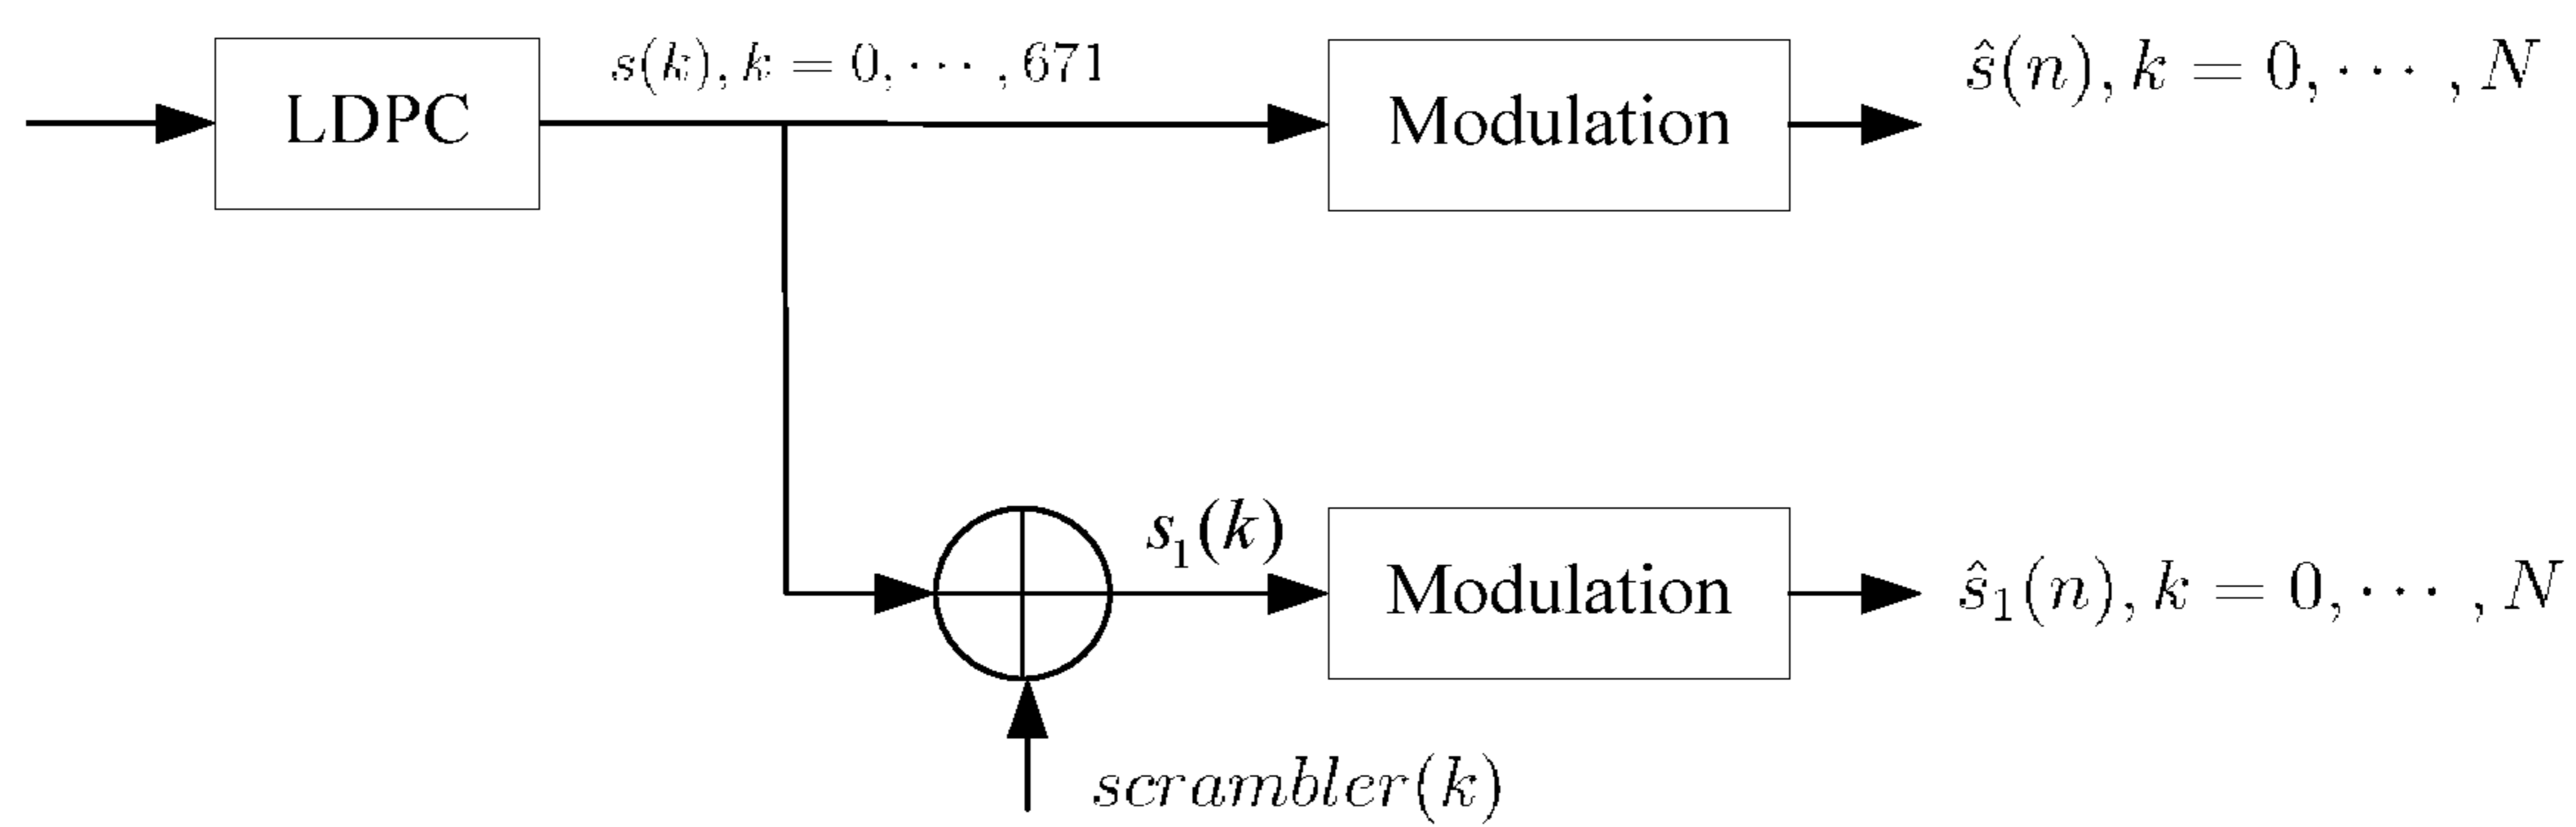 s(k), k = 0, ⋯ , 671
ŝ(n), k = 0, ⋯ , N
LDPC
Modulation
s₁(k)
Modulation
ŝ₁(n), k = 0, ⋯ , N
scrambler(k)